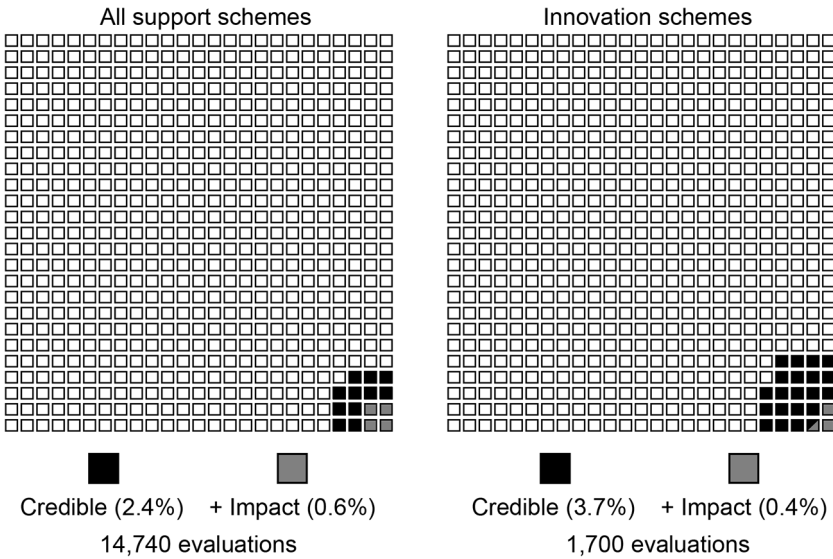 All support schemes
Innovation schemes
Credible (2.4%)
+ Impact (0.6%)
Credible (3.7%)
+ Impact (0.4%)
14,740 evaluations
1,700 evaluations